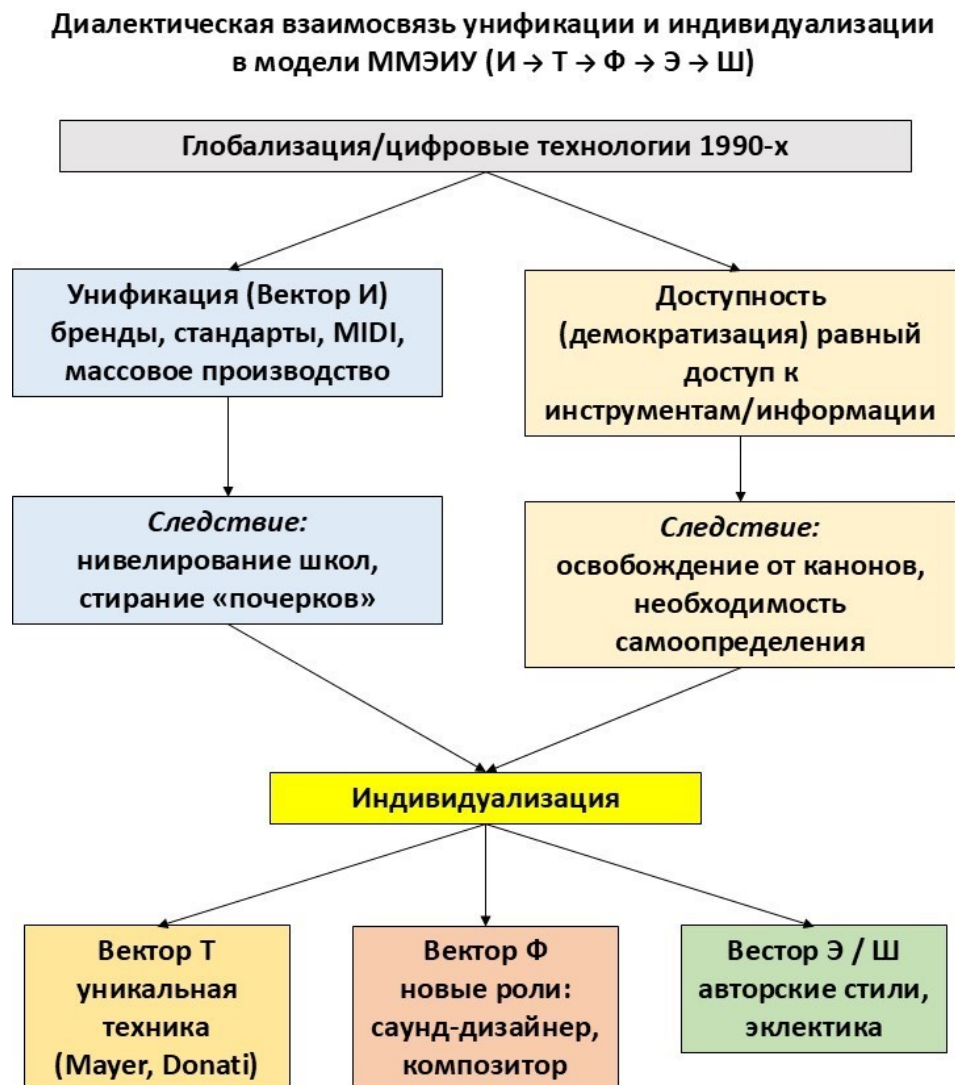 Диалектическая взаимосвязь унификации и индивидуализации
в модели ММЭИУ (И → Т → Ф → Э → Ш)
Глобализация/цифровые технологии 1990-х
Унификация (Вектор И)
бренды, стандарты, MIDI,
массовое производство
Доступность
(демократизация) равный
доступ к
инструментам/информации
Следствие:
нивелирование школ,
стирание «почерков»
Следствие:
освобождение от канонов,
необходимость
самоопределения
Индивидуализация
Вектор Т
уникальная
техника
(Mayer, Donati)
Вектор Ф
новые роли:
саунд-дизайнер,
композитор
Вестор Э / Ш
авторские стили,
эклектика